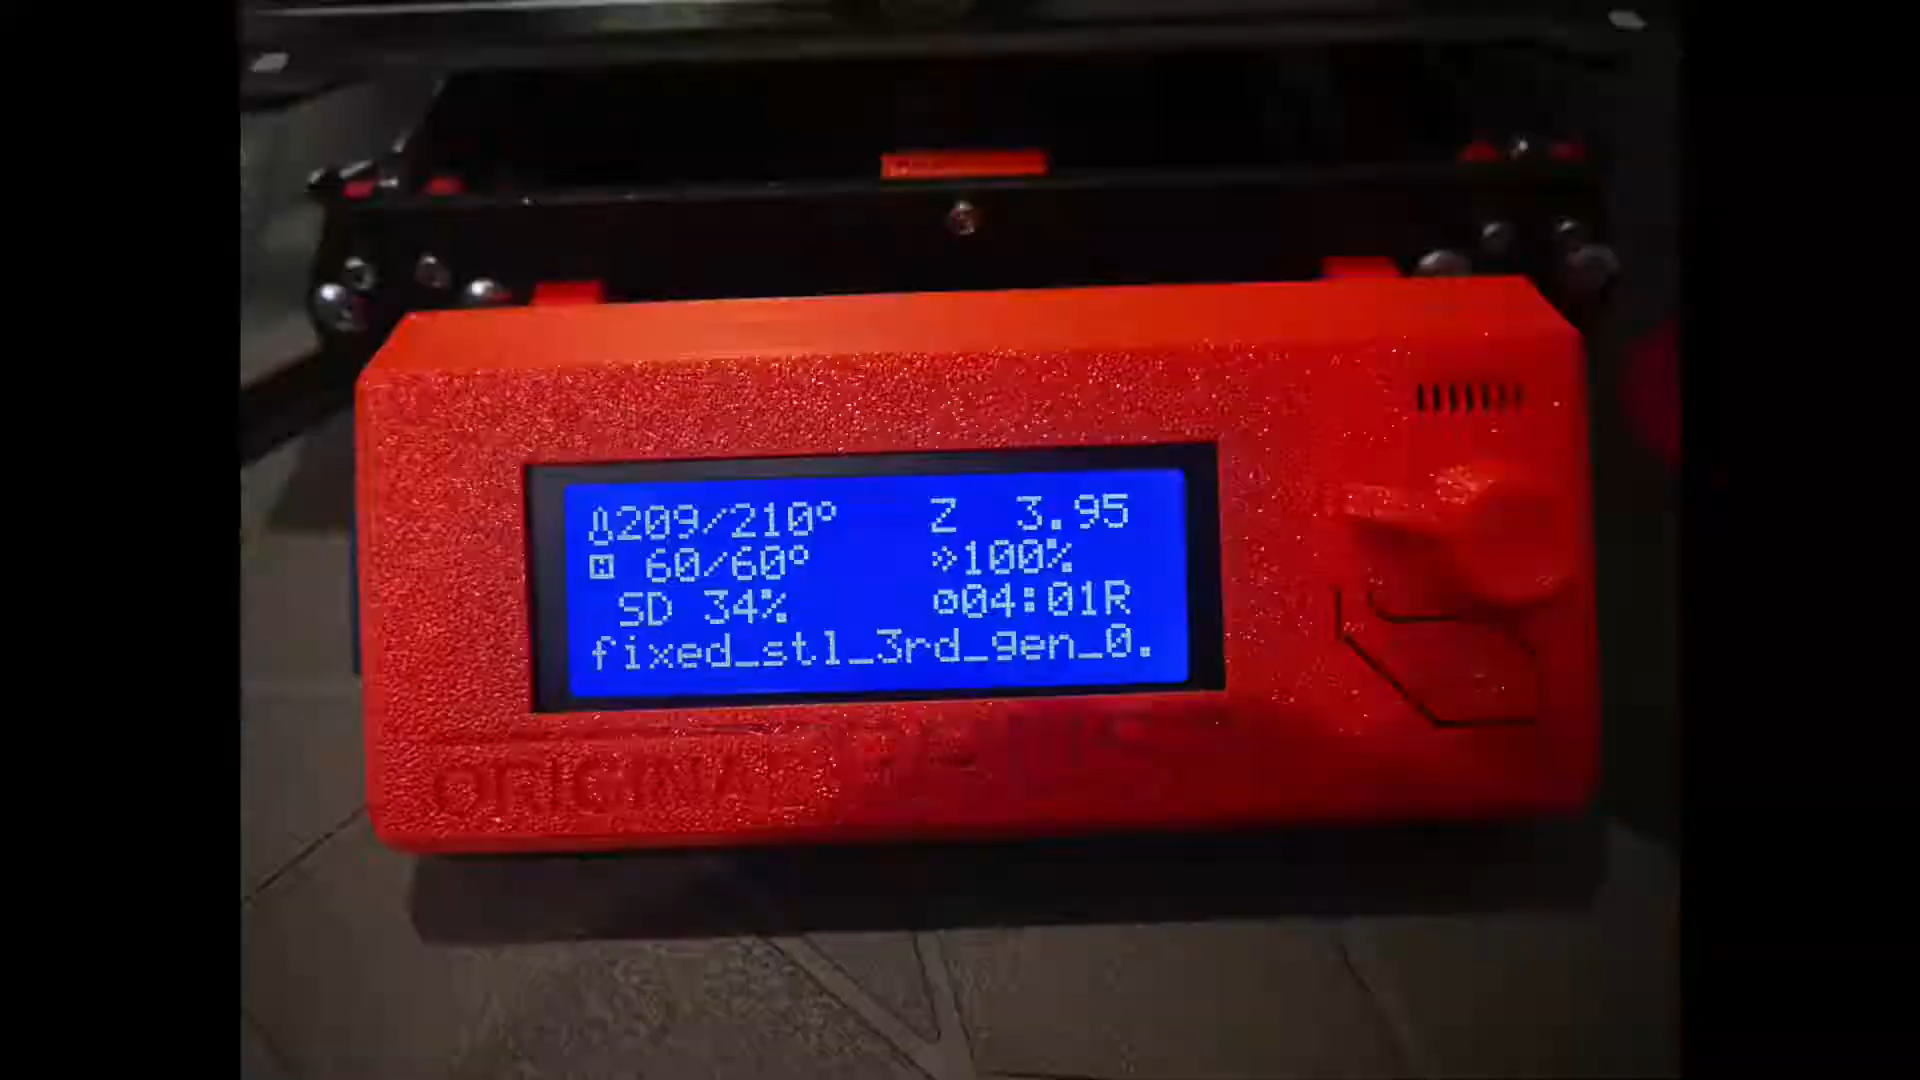 209/210° Z 3.95
60/60° 100%
SD 34% 04:01R
fixed_stl_3rd_gen_0.
ORIGINAL